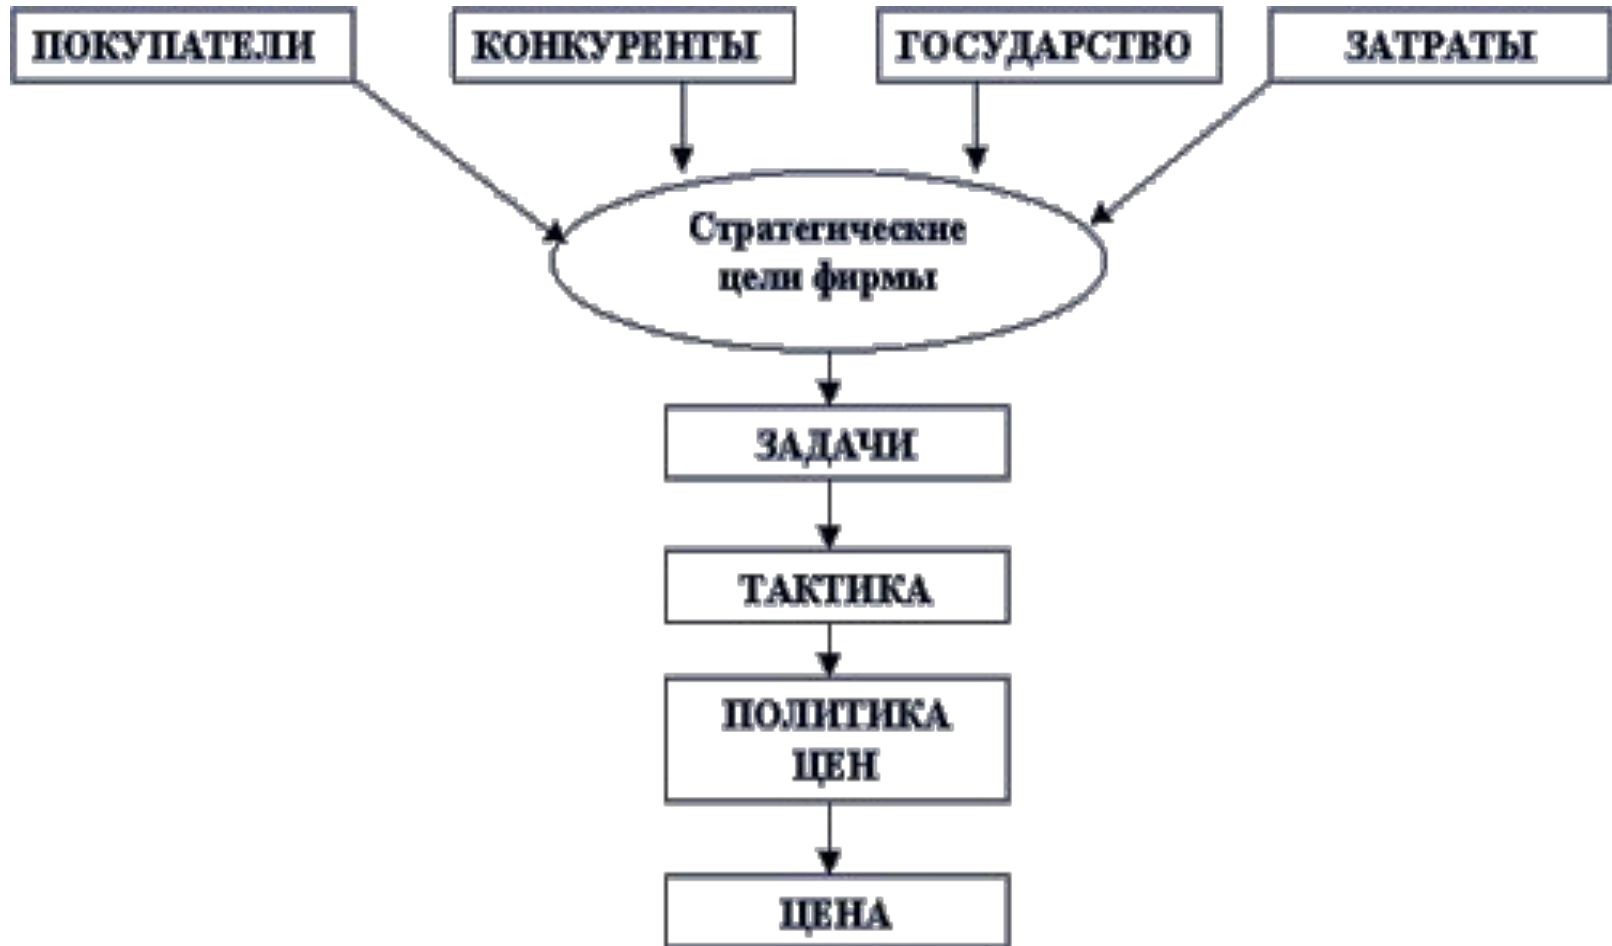 ПОКУПАТЕЛИ
КОНКУРЕНТЫ
ГОСУДАРСТВО
ЗАТРАТЫ
Стратегические
цели фирмы
ЗАДАЧИ
ТАКТИКА
ПОЛИТИКА
ЦЕН
ЦЕНА